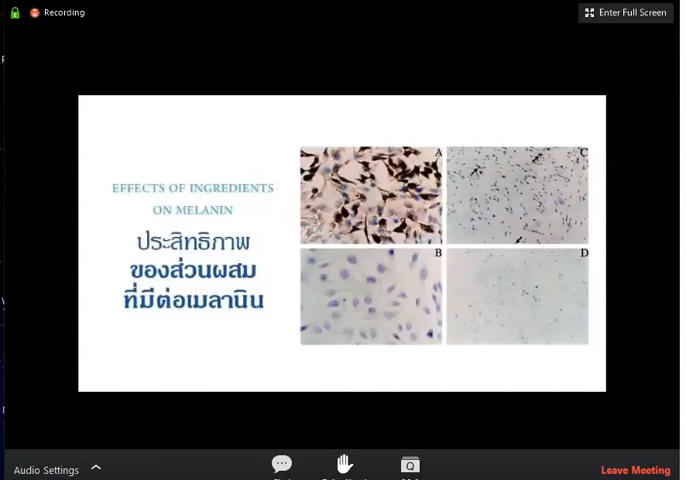 Recording
Enter Full Screen
EFFECTS OF INGREDIENTS
ON MELANIN
ประสิทธิภาพ
ของส่วนผสม
ที่มีต่อเมลานิน
A
C
B
D
Audio Settings
Leave Meeting